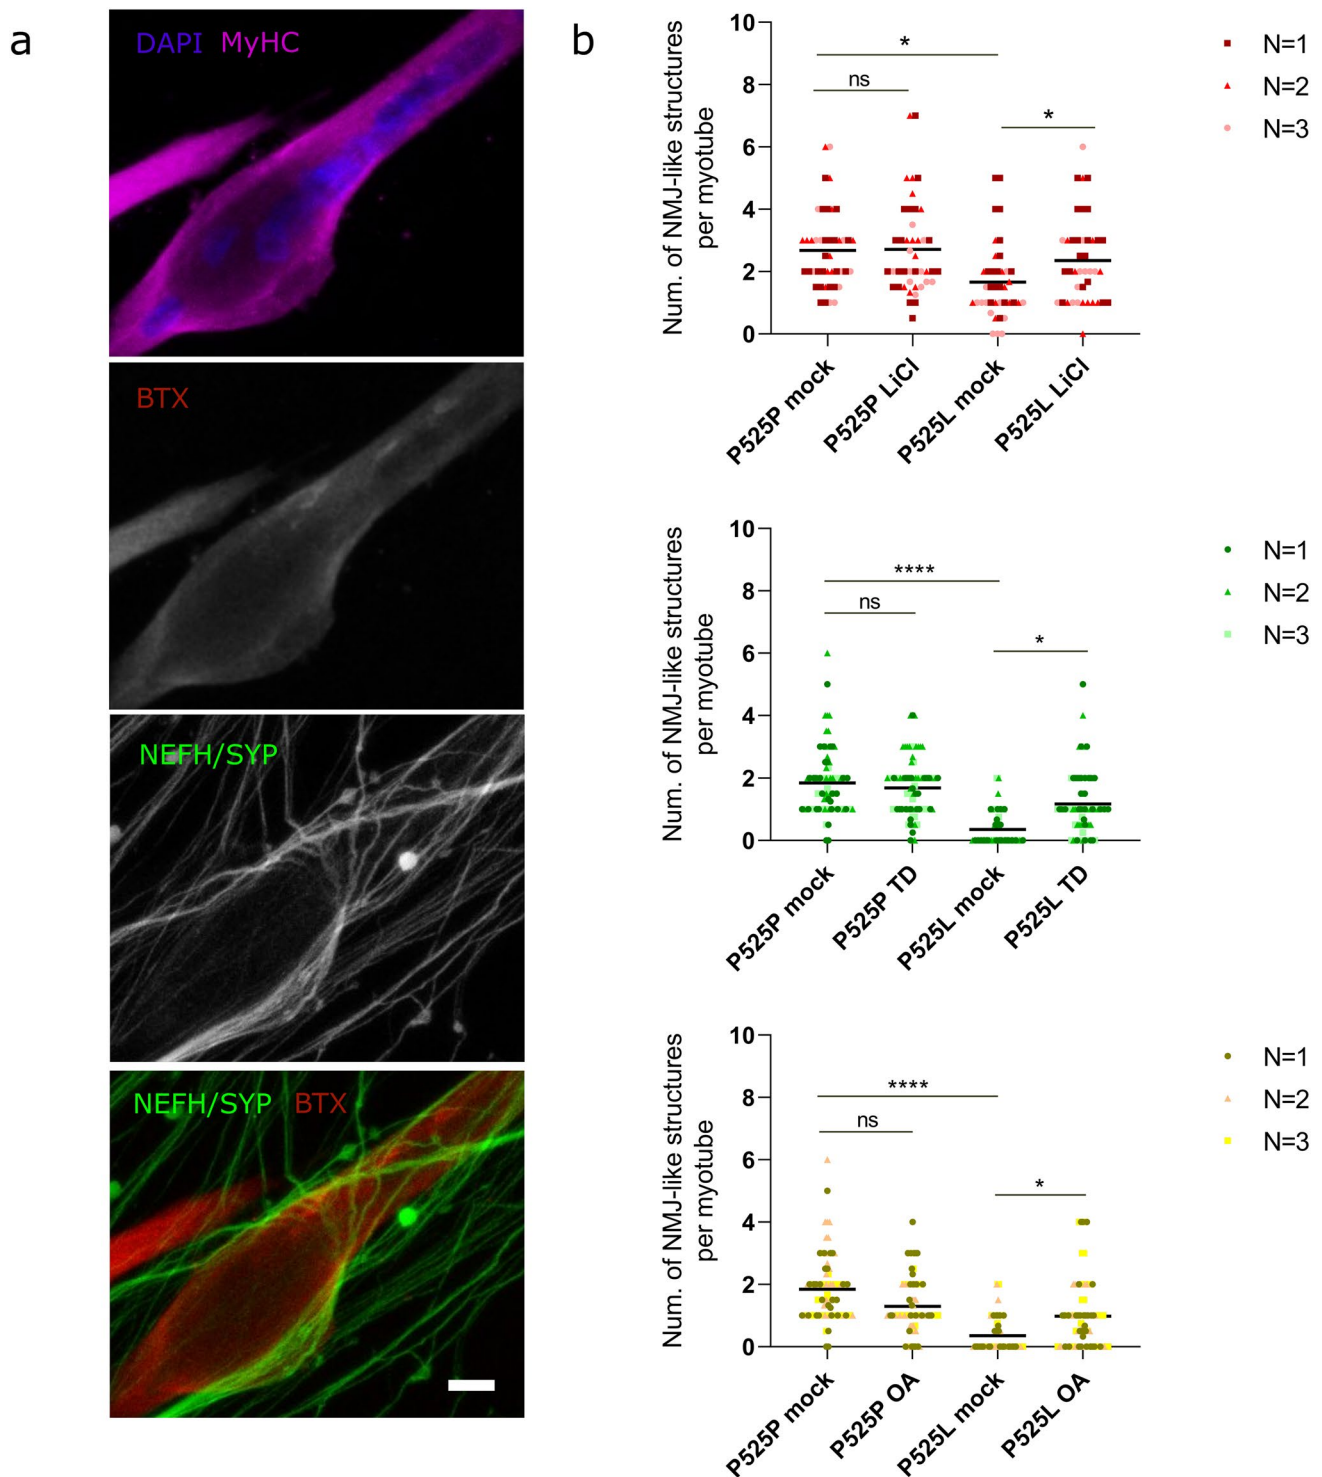 a
DAPI MyHC
BTX
NEFH/SYP
NEFH/SYP BTX
b
Num. of NMJ-like structures
per myotube
10
8
6
4
2
0
*
ns
*
P525P mock
P525P LiCl
P525L mock
P525L LiCl
N=1
N=2
N=3
Num. of NMJ-like structures
per myotube
10
8
6
4
2
0
****
ns
*
P525P mock
P525P TD
P525L mock
P525L TD
N=1
N=2
N=3
Num. of NMJ-like structures
per myotube
10
8
6
4
2
0
****
ns
*
P525P mock
P525P OA
P525L mock
P525L OA
N=1
N=2
N=3